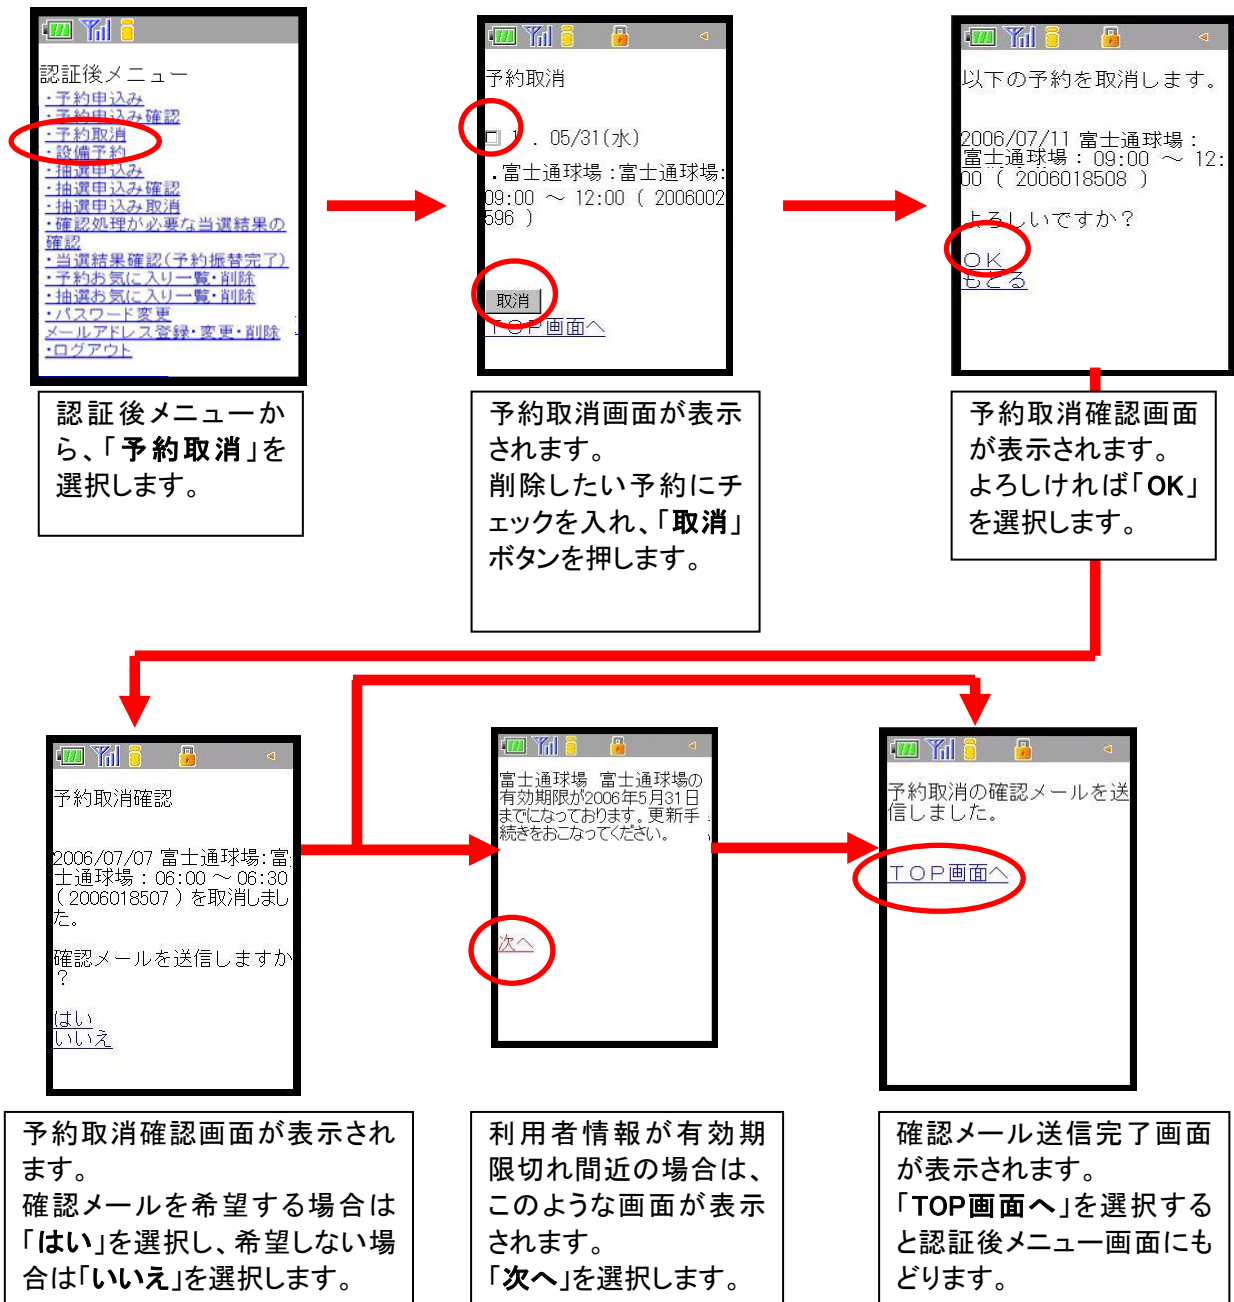 認証後メニュー
・予約申込み
・予約申込み確認
・予約取消
・設備予約
・抽選申込み
・抽選申込み確認
・抽選申込み取消
・確認処理が必要な当選結果の
確認
・当選結果確認(予約振替完了)
・予約お気に入り一覧・削除
・抽選お気に入り一覧・削除
・パスワード変更
メールアドレス登録・変更・削除
・ログアウト
認証後メニューか
ら、「予約取消」を
選択します。
予約取消
1 . 05/31(水)
.富士通球場:富士通球場:
09:00 ～ 12:00 ( 2006002
596 )
取消
TOP画面へ
予約取消画面が表示
されます。
削除したい予約にチ
ェックを入れ、「取消」
ボタンを押します。
以下の予約を取消します。
2006/07/11 富士通球場:
富士通球場: 09:00 ～ 12:
00 ( 2006018508 )
よろしいですか？
OK
もどる
予約取消確認画面
が表示されます。
よろしければ「OK」
を選択します。
予約取消確認
2006/07/07 富士通球場:富
士通球場:06:00～06:30
(2006018507)を取消しまし
た。
確認メールを送信しますか
?
はい
いいえ
予約取消確認画面が表示され
ます。
確認メールを希望する場合は
「はい」を選択し、希望しない場
合は「いいえ」を選択します。
富士通球場 富士通球場の
有効期限が2006年5月31日
までになっております。更新手
続きをおこなってください。
次へ
利用者情報が有効期
限切れ間近の場合は、
このような画面が表示
されます。
「次へ」を選択します。
予約取消の確認メールを送
信しました。
TOP画面へ
確認メール送信完了画面
が表示されます。
「TOP画面へ」を選択する
と認証後メニュー画面にも
どります。